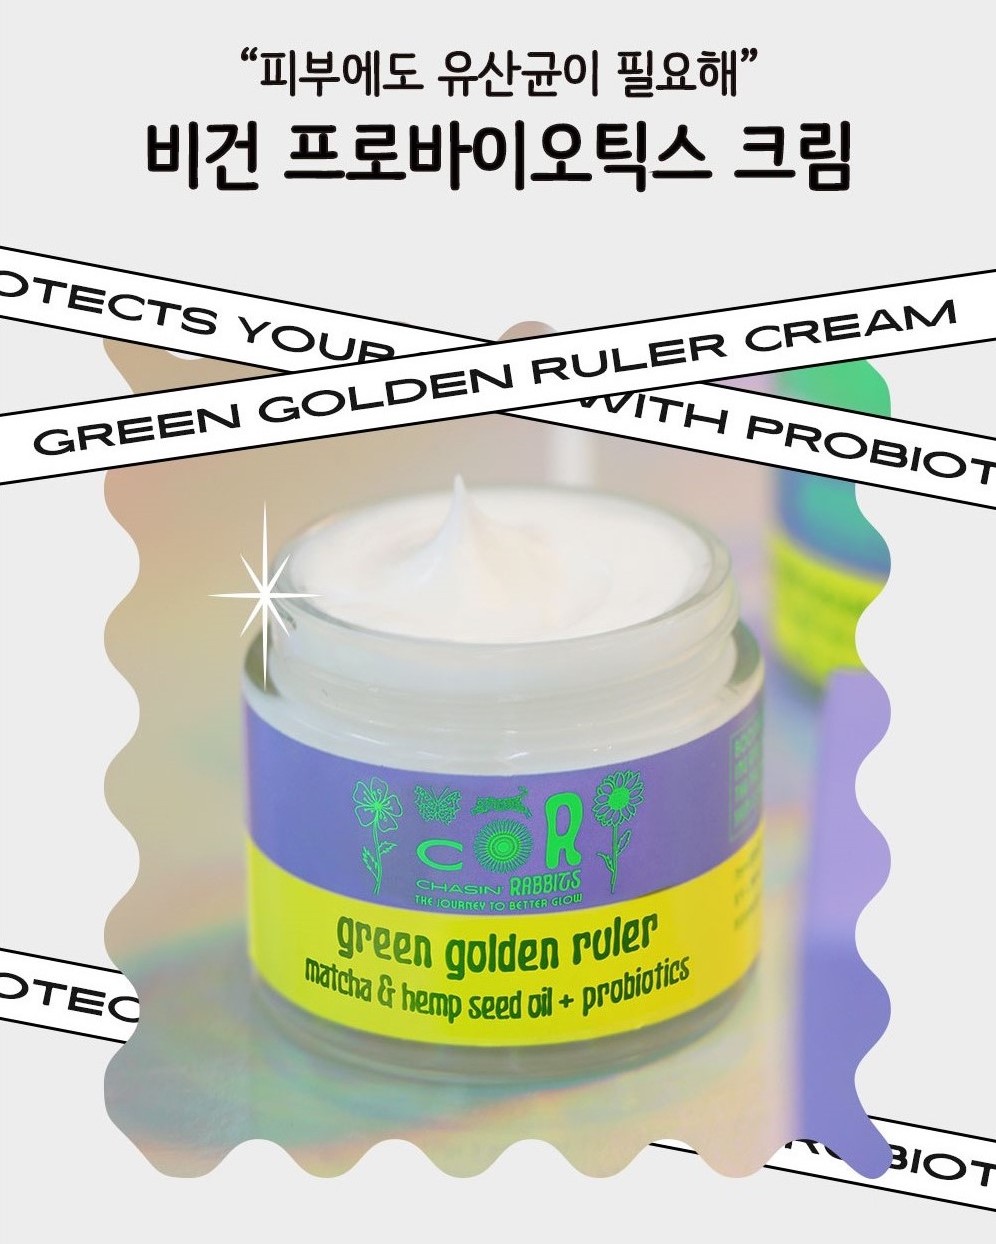 “피부에도 유산균이 필요해”
비건 프로바이오틱스 크림
OTECTS YOUR
GREEN GOLDEN RULER CREAM
WITH PROBIOT
C R
CHASIN' RABBITS
THE JOURNEY TO BETTER GLOW
green golden ruler
matcha & hemp seed oil + probiotics
OTEC
BIOT